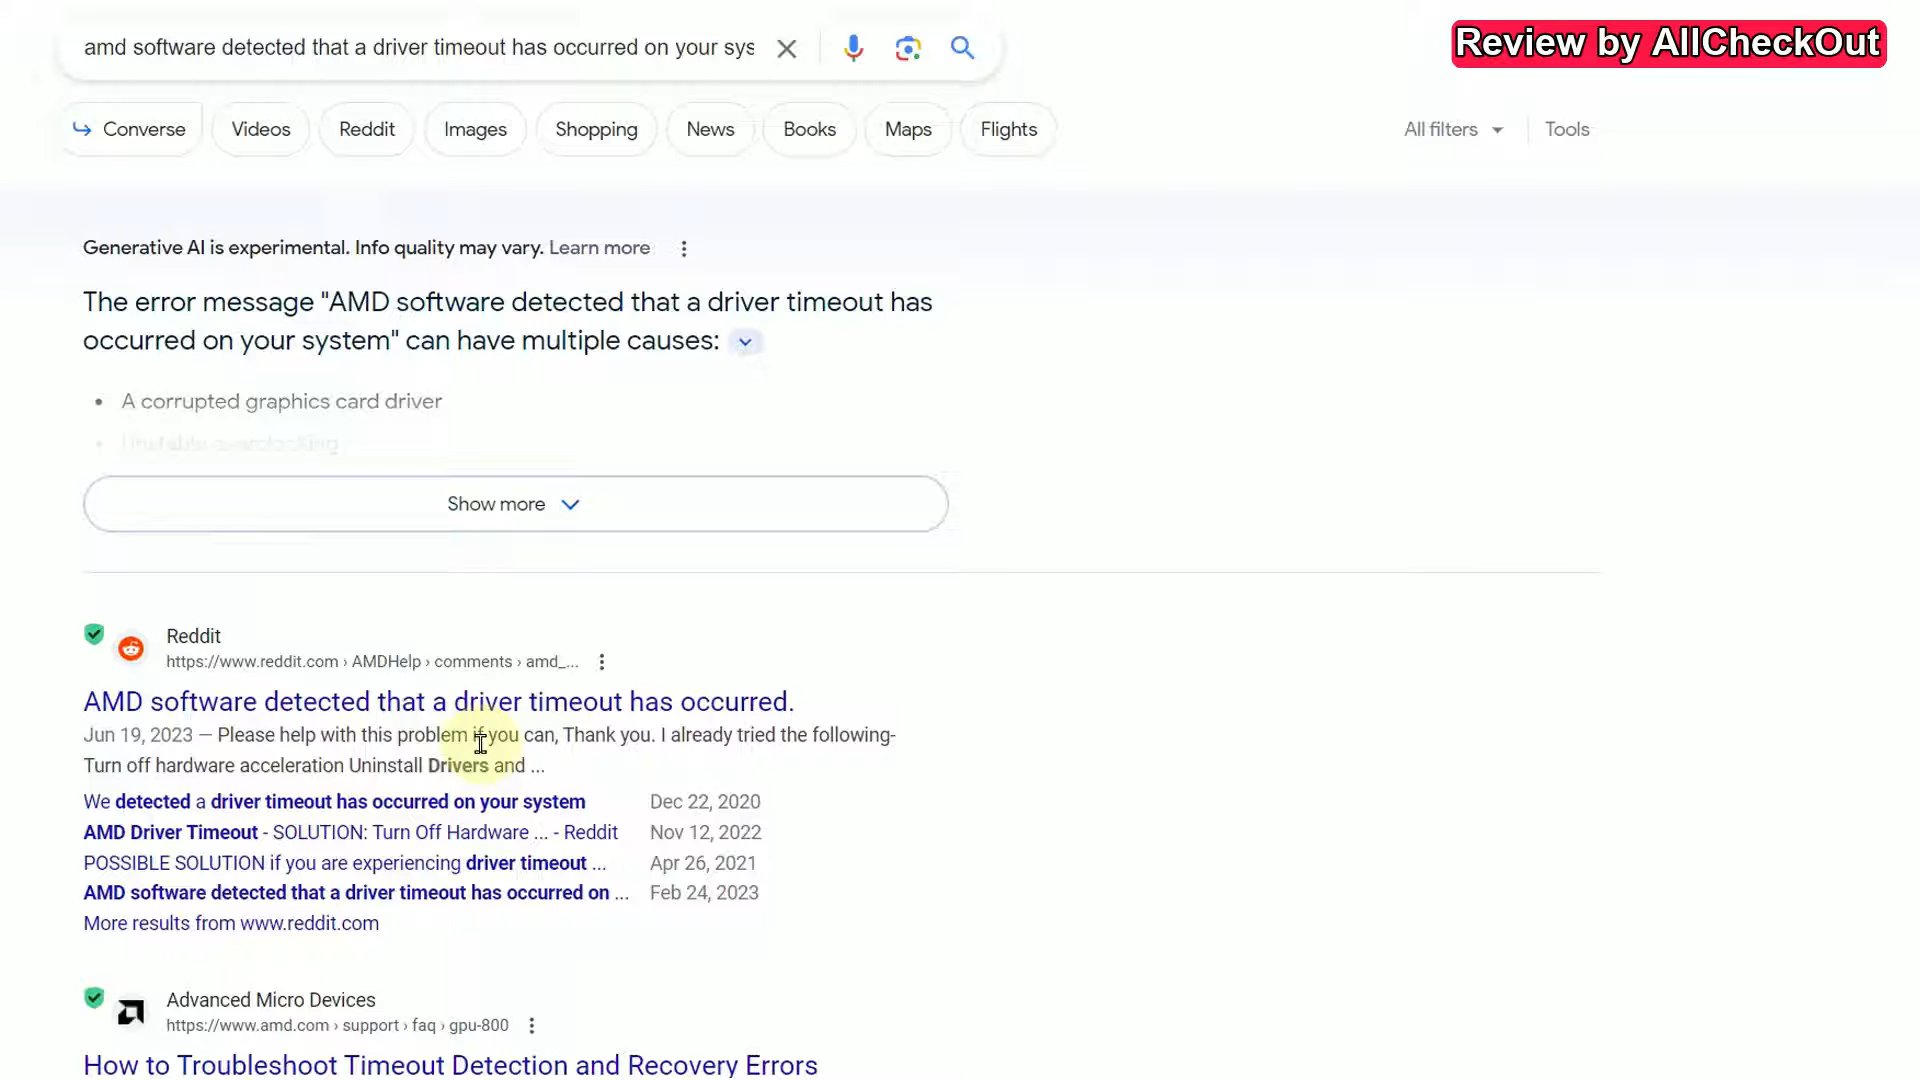 Review by AllCheckOut
amd software detected that a driver timeout has occurred on your sys
Converse
Videos
Reddit
Images
Shopping
News
Books
Maps
Flights
All filters
Tools
Generative AI is experimental. Info quality may vary. Learn more
The error message "AMD software detected that a driver timeout has
occurred on your system" can have multiple causes:
• A corrupted graphics card driver
• Unstable overclocking
Show more
Reddit
https://www.reddit.com › AMDHelp › comments › amd_...
AMD software detected that a driver timeout has occurred.
Jun 19, 2023 — Please help with this problem if you can, Thank you. I already tried the following-
Turn off hardware acceleration Uninstall Drivers and ...
We detected a driver timeout has occurred on your system Dec 22, 2020
AMD Driver Timeout - SOLUTION: Turn Off Hardware ... - Reddit Nov 12, 2022
POSSIBLE SOLUTION if you are experiencing driver timeout ... Apr 26, 2021
AMD software detected that a driver timeout has occurred on ... Feb 24, 2023
More results from www.reddit.com
Advanced Micro Devices
https://www.amd.com › support › faq › gpu-800
How to Troubleshoot Timeout Detection and Recovery Errors